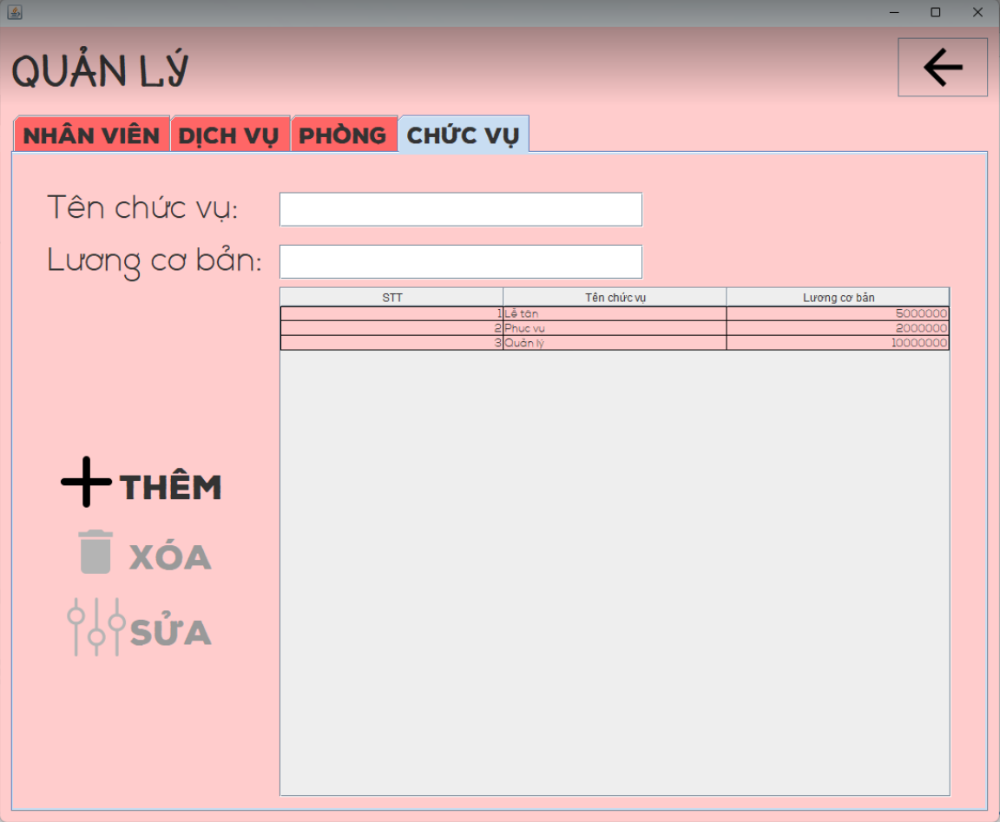 QUẢN LÝ
NHÂN VIÊN DỊCH VỤ PHÒNG CHỨC VỤ
Tên chức vụ:
Lương cơ bản:
STT Tên chức vụ Lương cơ bản
1 Lễ tân 5000000
2 Phục vụ 2000000
3 Quản lý 10000000
THÊM
XÓA
SỬA